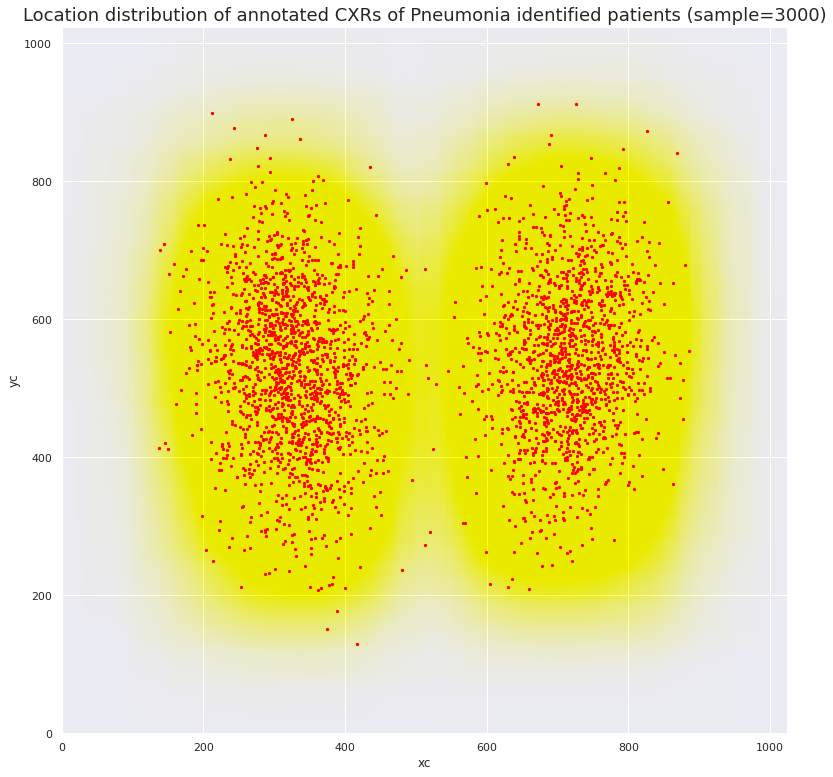 Location distribution of annotated CXRs of Pneumonia identified patients (sample=3000)
1000
800
600
400
200
0
yc
0 200 400 600 800 1000
xc